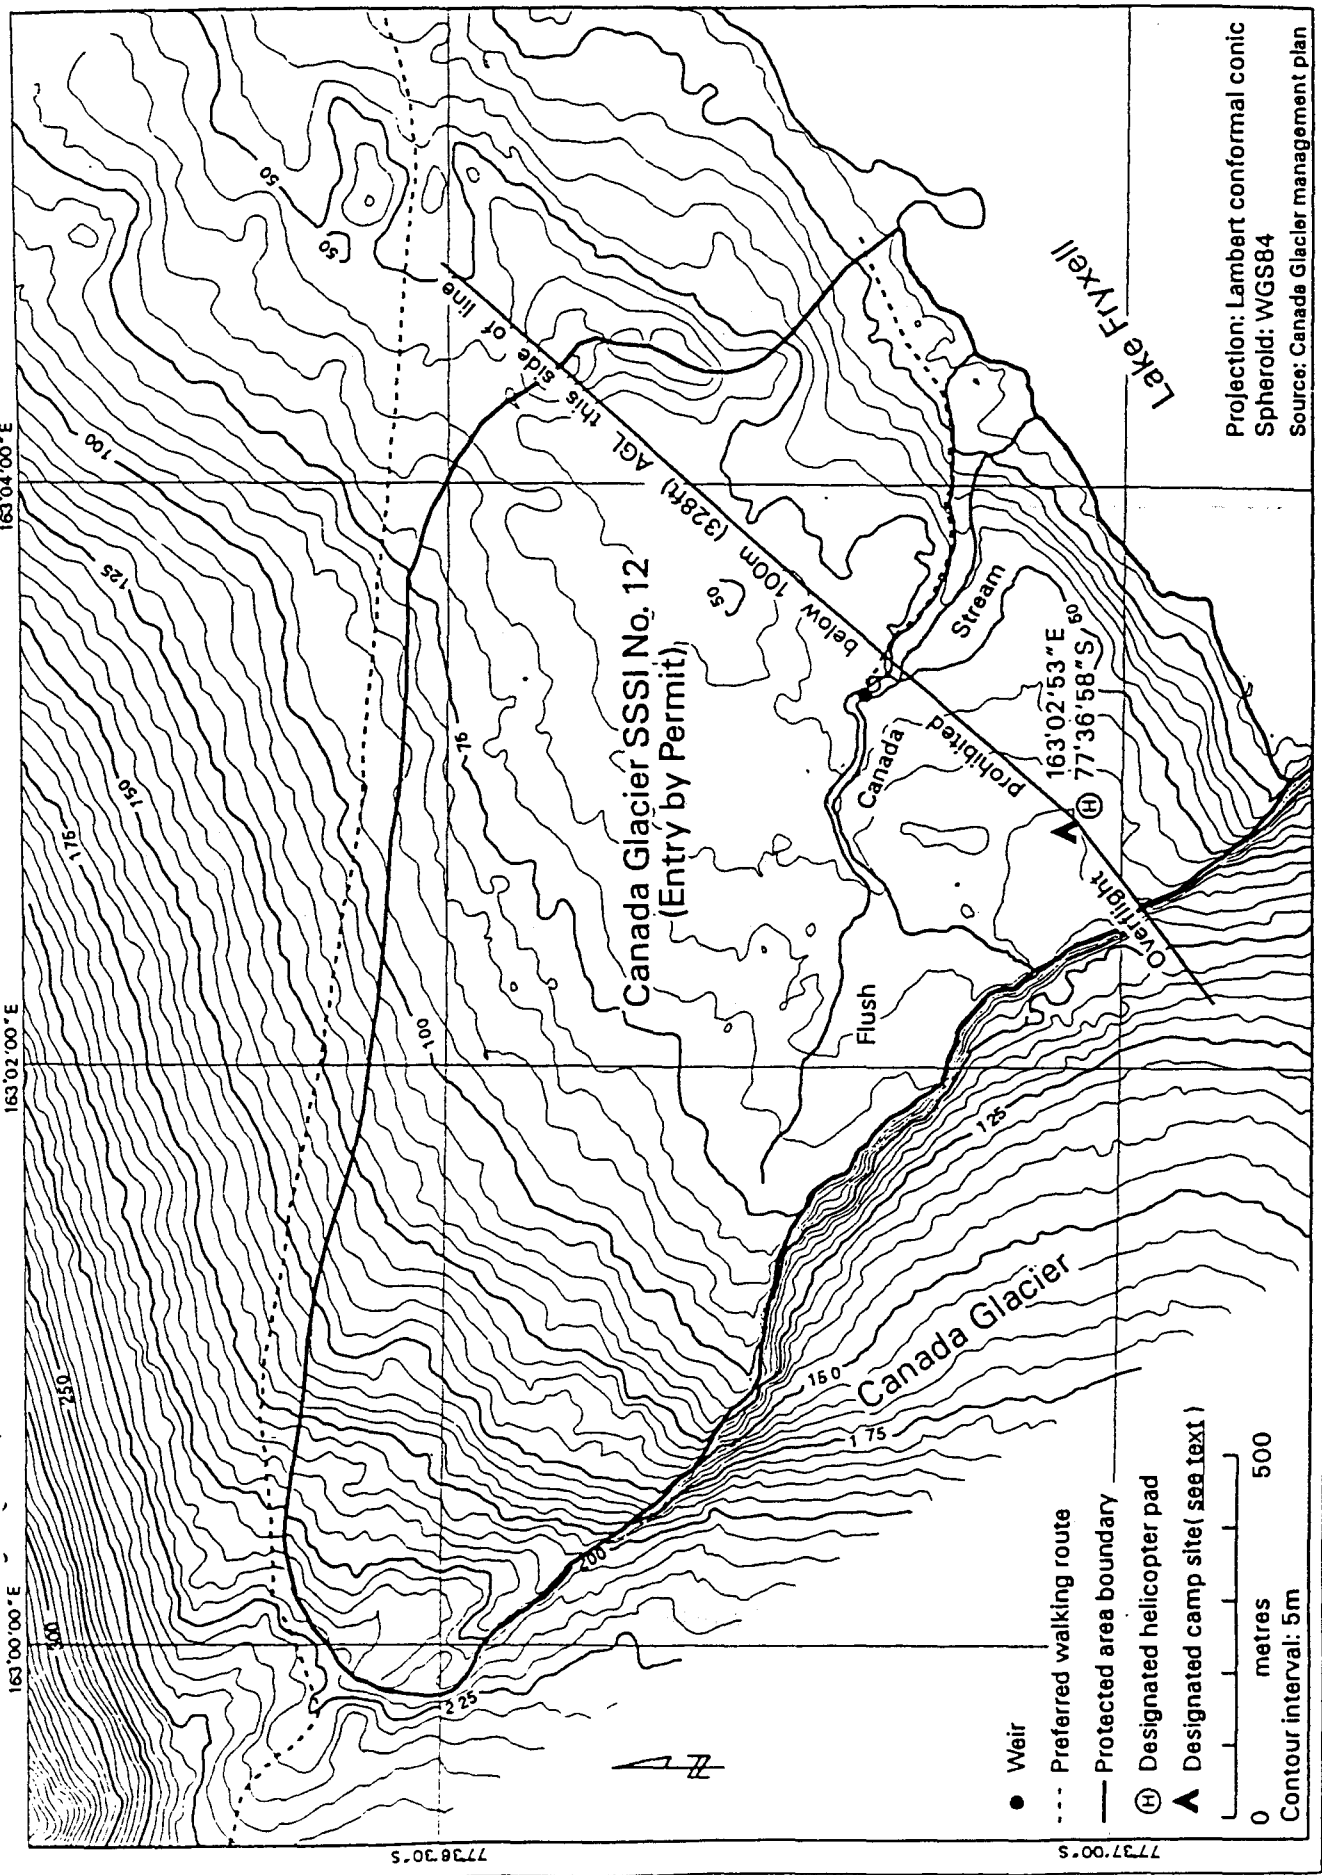 163°00'00"E
163°02'00"E
163°04'00"E
77°36'30"S
77°37'00"S
300
250
175
150
125
100
50
50
75
100
50
Canada Glacier SSSI No. 12
(Entry by Permit)
Overflight prohibited below 100m (328ft) AGL this side of line
Flush
Canada
Stream
163°02'53"E
77°36'58"S
H
50
Lake Fryxell
125
150
175
200
225
Canada Glacier
Weir
Preferred walking route
Protected area boundary
H Designated helicopter pad
Designated camp site( see text )
0 metres 500
Contour interval: 5m
Projection: Lambert conformal conic
Spheroid: WGS84
Source: Canada Glacier management plan